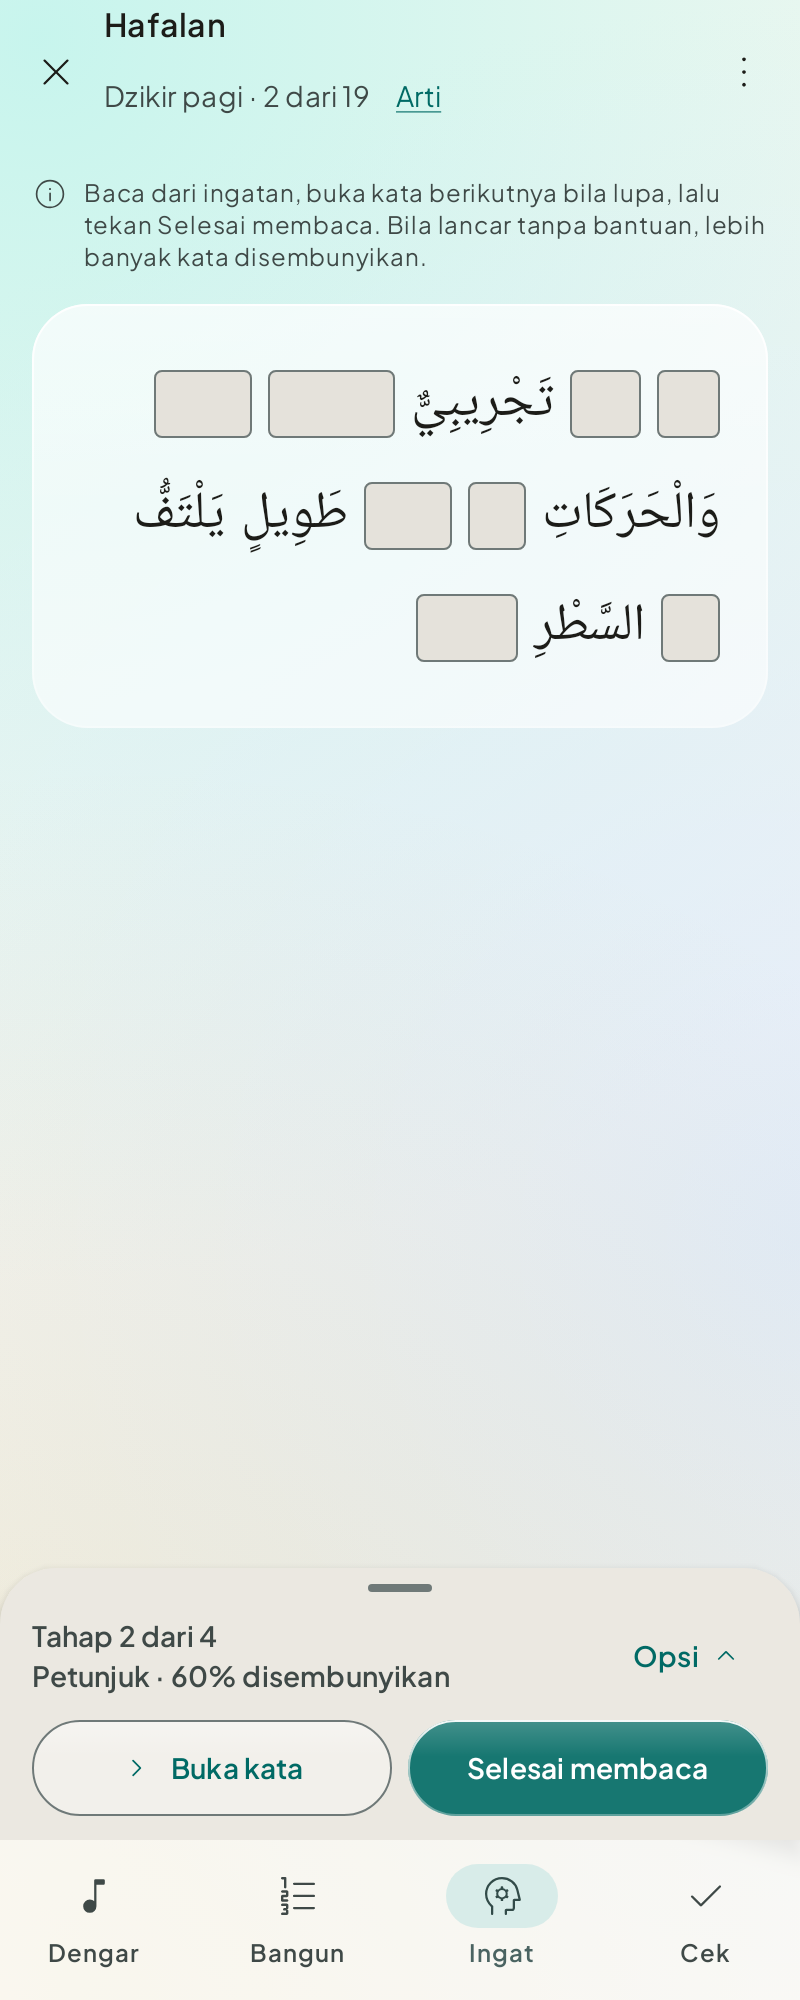 Hafalan
Dzikir pagi · 2 dari 19 Arti
Baca dari ingatan, buka kata berikutnya bila lupa, lalu
tekan Selesai membaca. Bila lancar tanpa bantuan, lebih
banyak kata disembunyikan.
تَجْرِيبِيٌّ
وَالْحَرَكَاتِ طَوِيلٍ يَلْتَفُّ
السَّطْرِ
Tahap 2 dari 4
Petunjuk · 60% disembunyikan
Opsi
Buka kata
Selesai membaca
Dengar
Bangun
Ingat
Cek